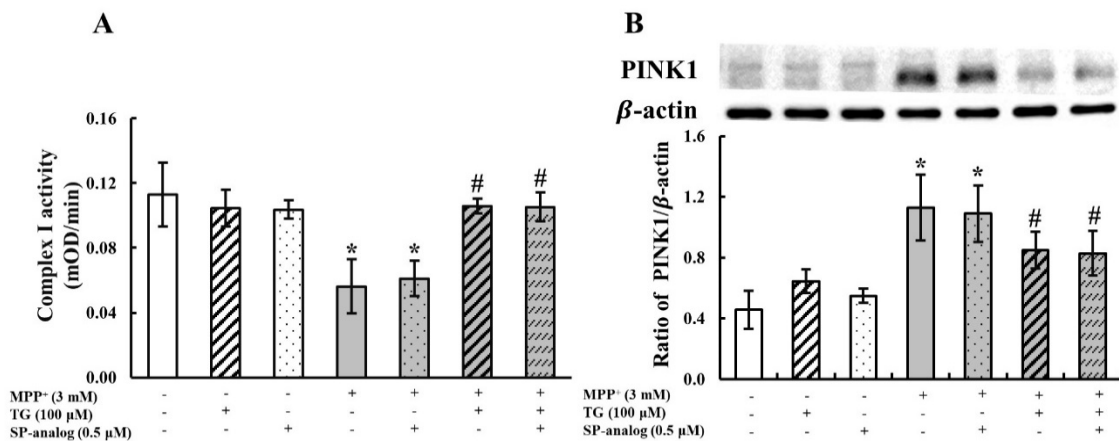 A
Complex I activity
(mOD/min)
0.16
0.12
0.08
0.04
0.00
* * # #
MPP⁺ (3 mM) - - - + + + +
TG (100 μM) - + - - - + +
SP-analog (0.5 μM) - - + - + - +
B
PINK1
β-actin
Ratio of PINK1/β-actin
1.6
1.2
0.8
0.4
0.0
* * # #
MPP⁺ (3 mM) - - - + + + +
TG (100 μM) - + - - - + +
SP-analog (0.5 μM) - - + - + - +